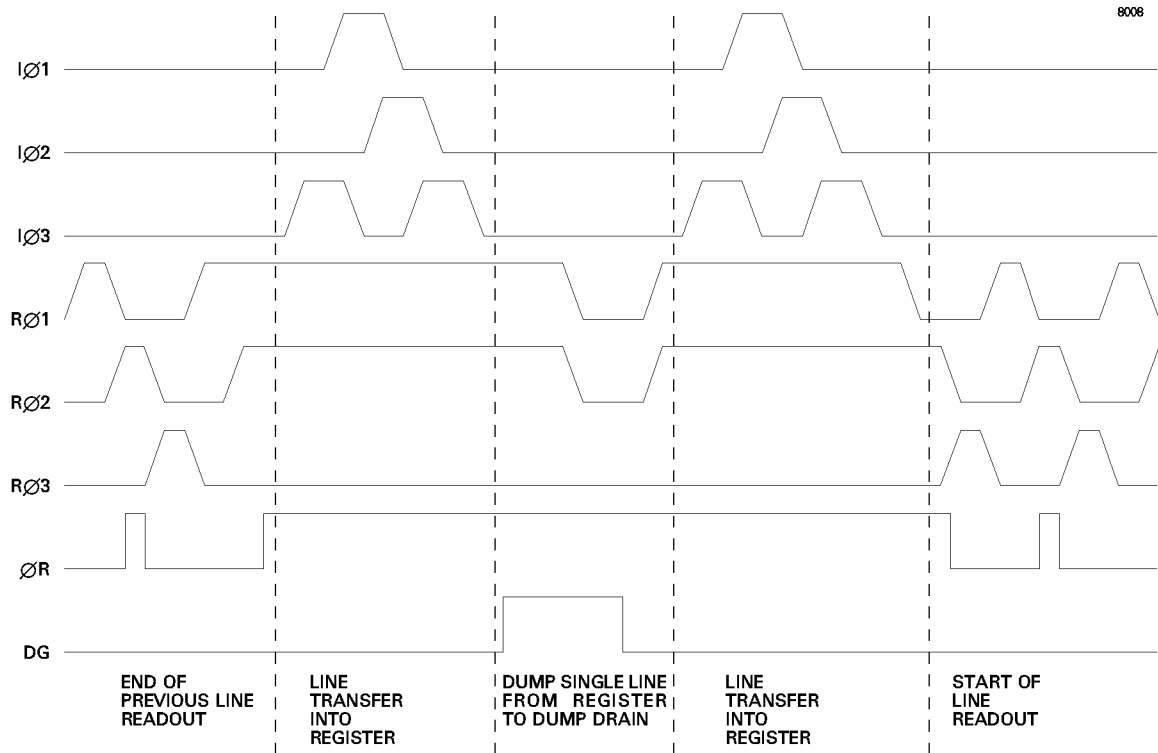 8008
IØ1
IØ2
IØ3
RØ1
RØ2
RØ3
ØR
DG
END OF
PREVIOUS LINE
READOUT
LINE
TRANSFER
INTO
REGISTER
DUMP SINGLE LINE
FROM REGISTER
TO DUMP DRAIN
LINE
TRANSFER
INTO
REGISTER
START OF
LINE
READOUT